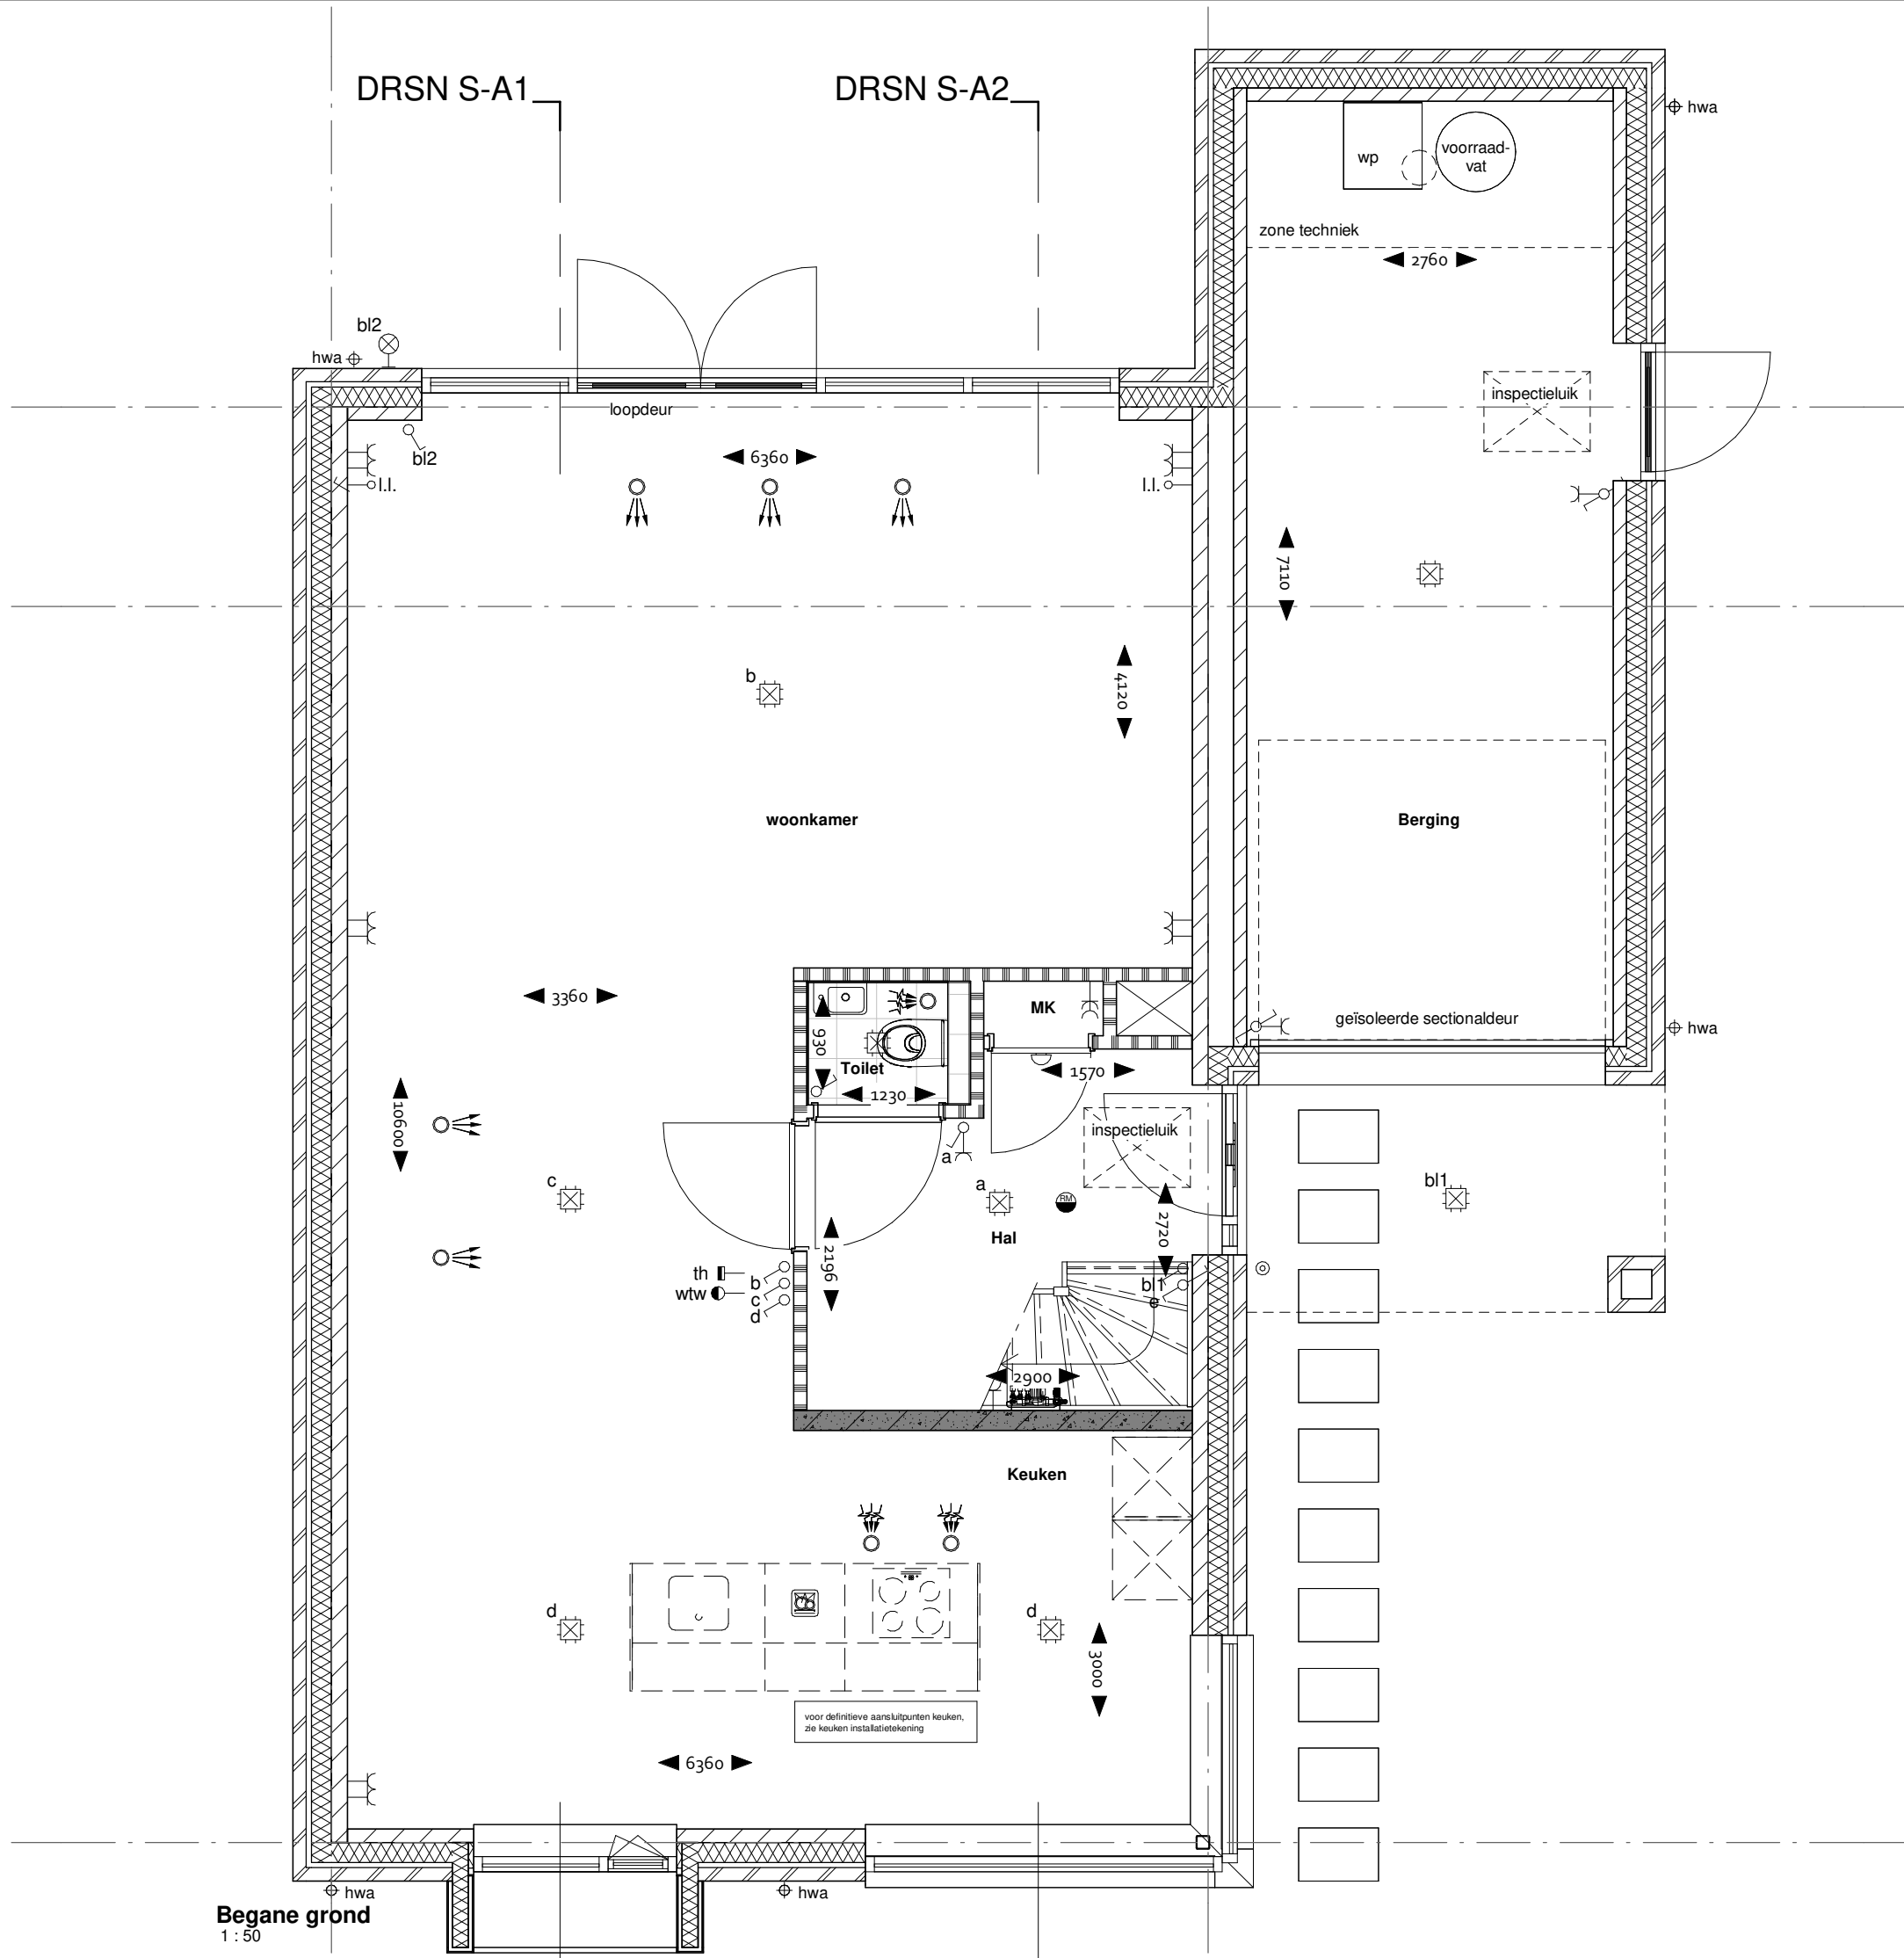 DRSN S-A1
DRSN S-A2
hwa
wp
voorraad-
vat
zone techniek
2760
bl2
hwa
inspectieluik
loopdeur
bl2
6360
l.l.
l.l.
7110
b
4120
woonkamer
Berging
3360
MK
930
geïsoleerde sectionaldeur
hwa
Toilet
1570
1230
10600
inspectieluik
a
c
a
RM
bl1
2720
Hal
2196
th
b
wtw
c
d
bl1
e
2900
Keuken
d
d
3000
voor definitieve aansluitpunten keuken,
zie keuken installatietekening
6360
hwa
hwa
Begane grond
1 : 50